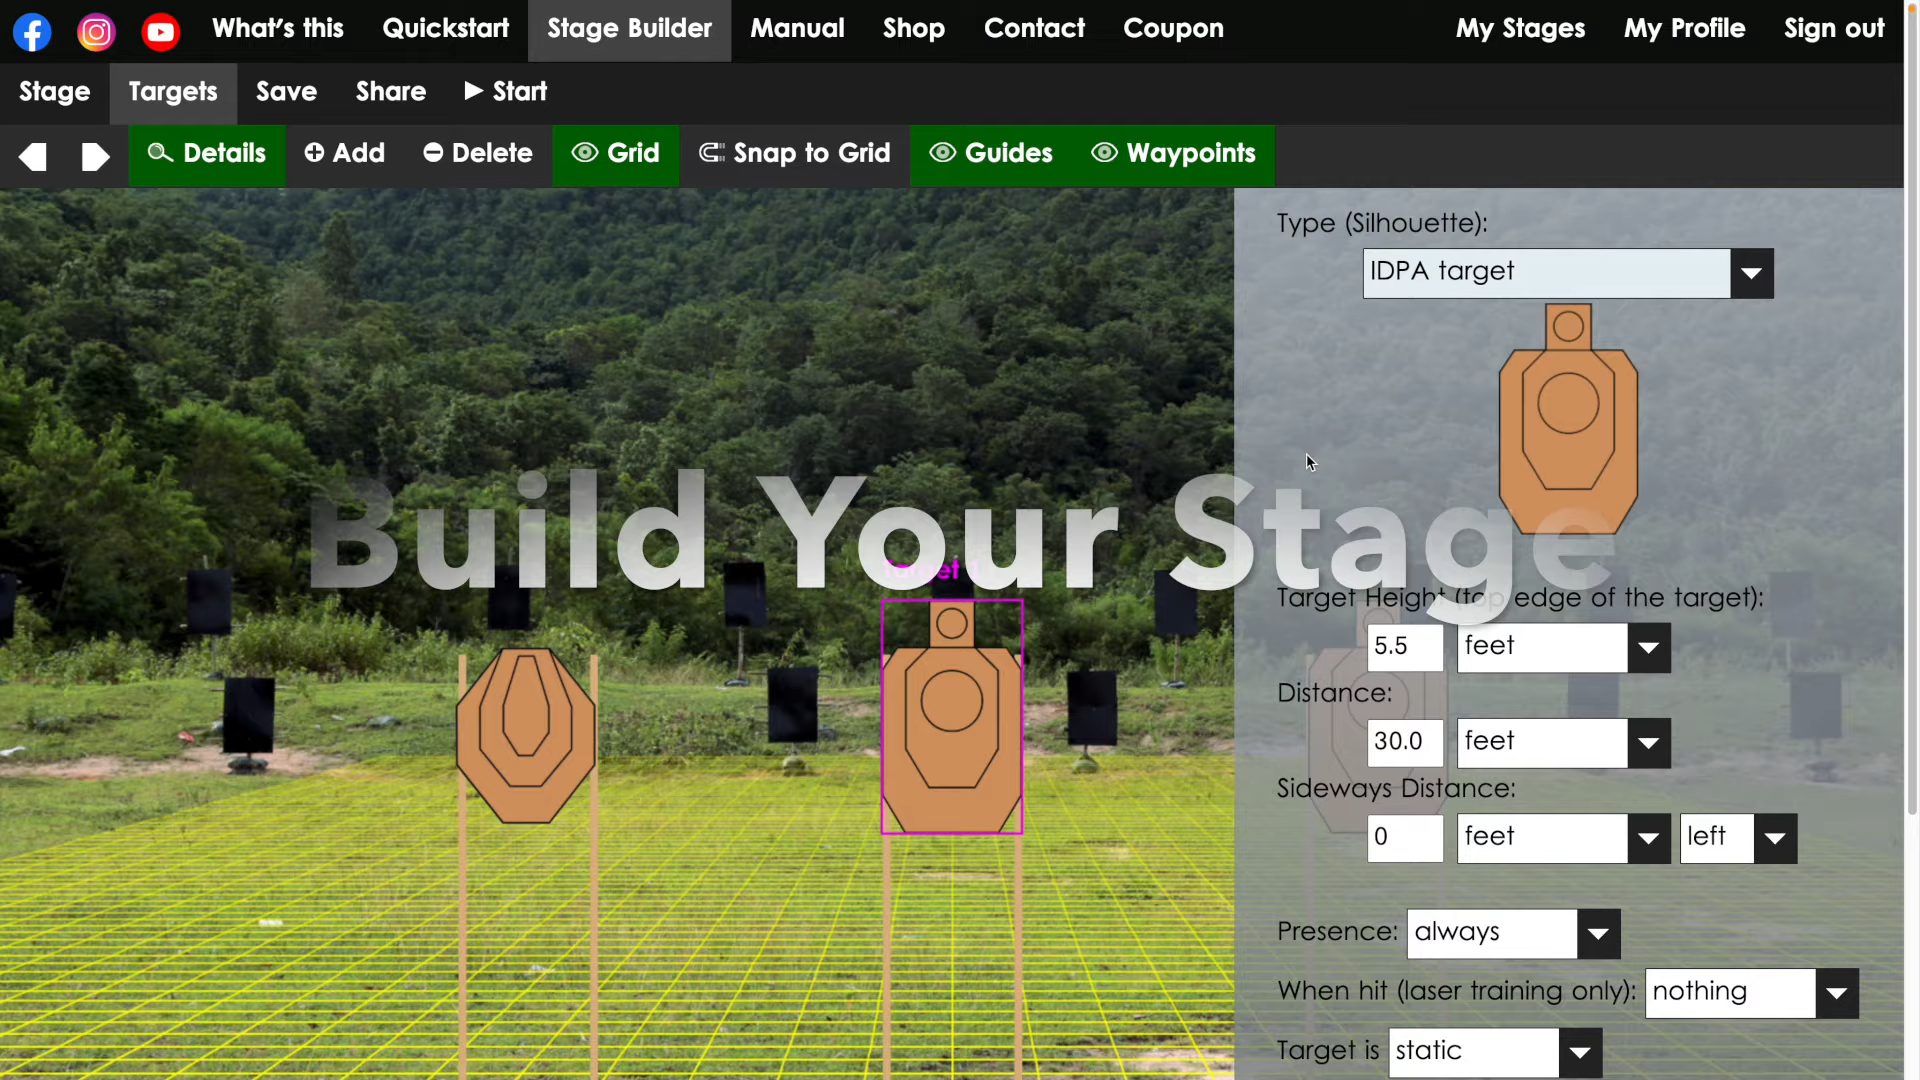 What's this Quickstart Stage Builder Manual Shop Contact Coupon My Stages My Profile Sign out
Stage Targets Save Share Start
Details Add Delete Grid Snap to Grid Guides Waypoints
Type (Silhouette):
IDPA target
Build Your Stage
Target
Target Height (top edge of the target):
5.5 feet
Distance:
30.0 feet
Sideways Distance:
0 feet left
Presence: always
When hit (laser training only): nothing
Target is static